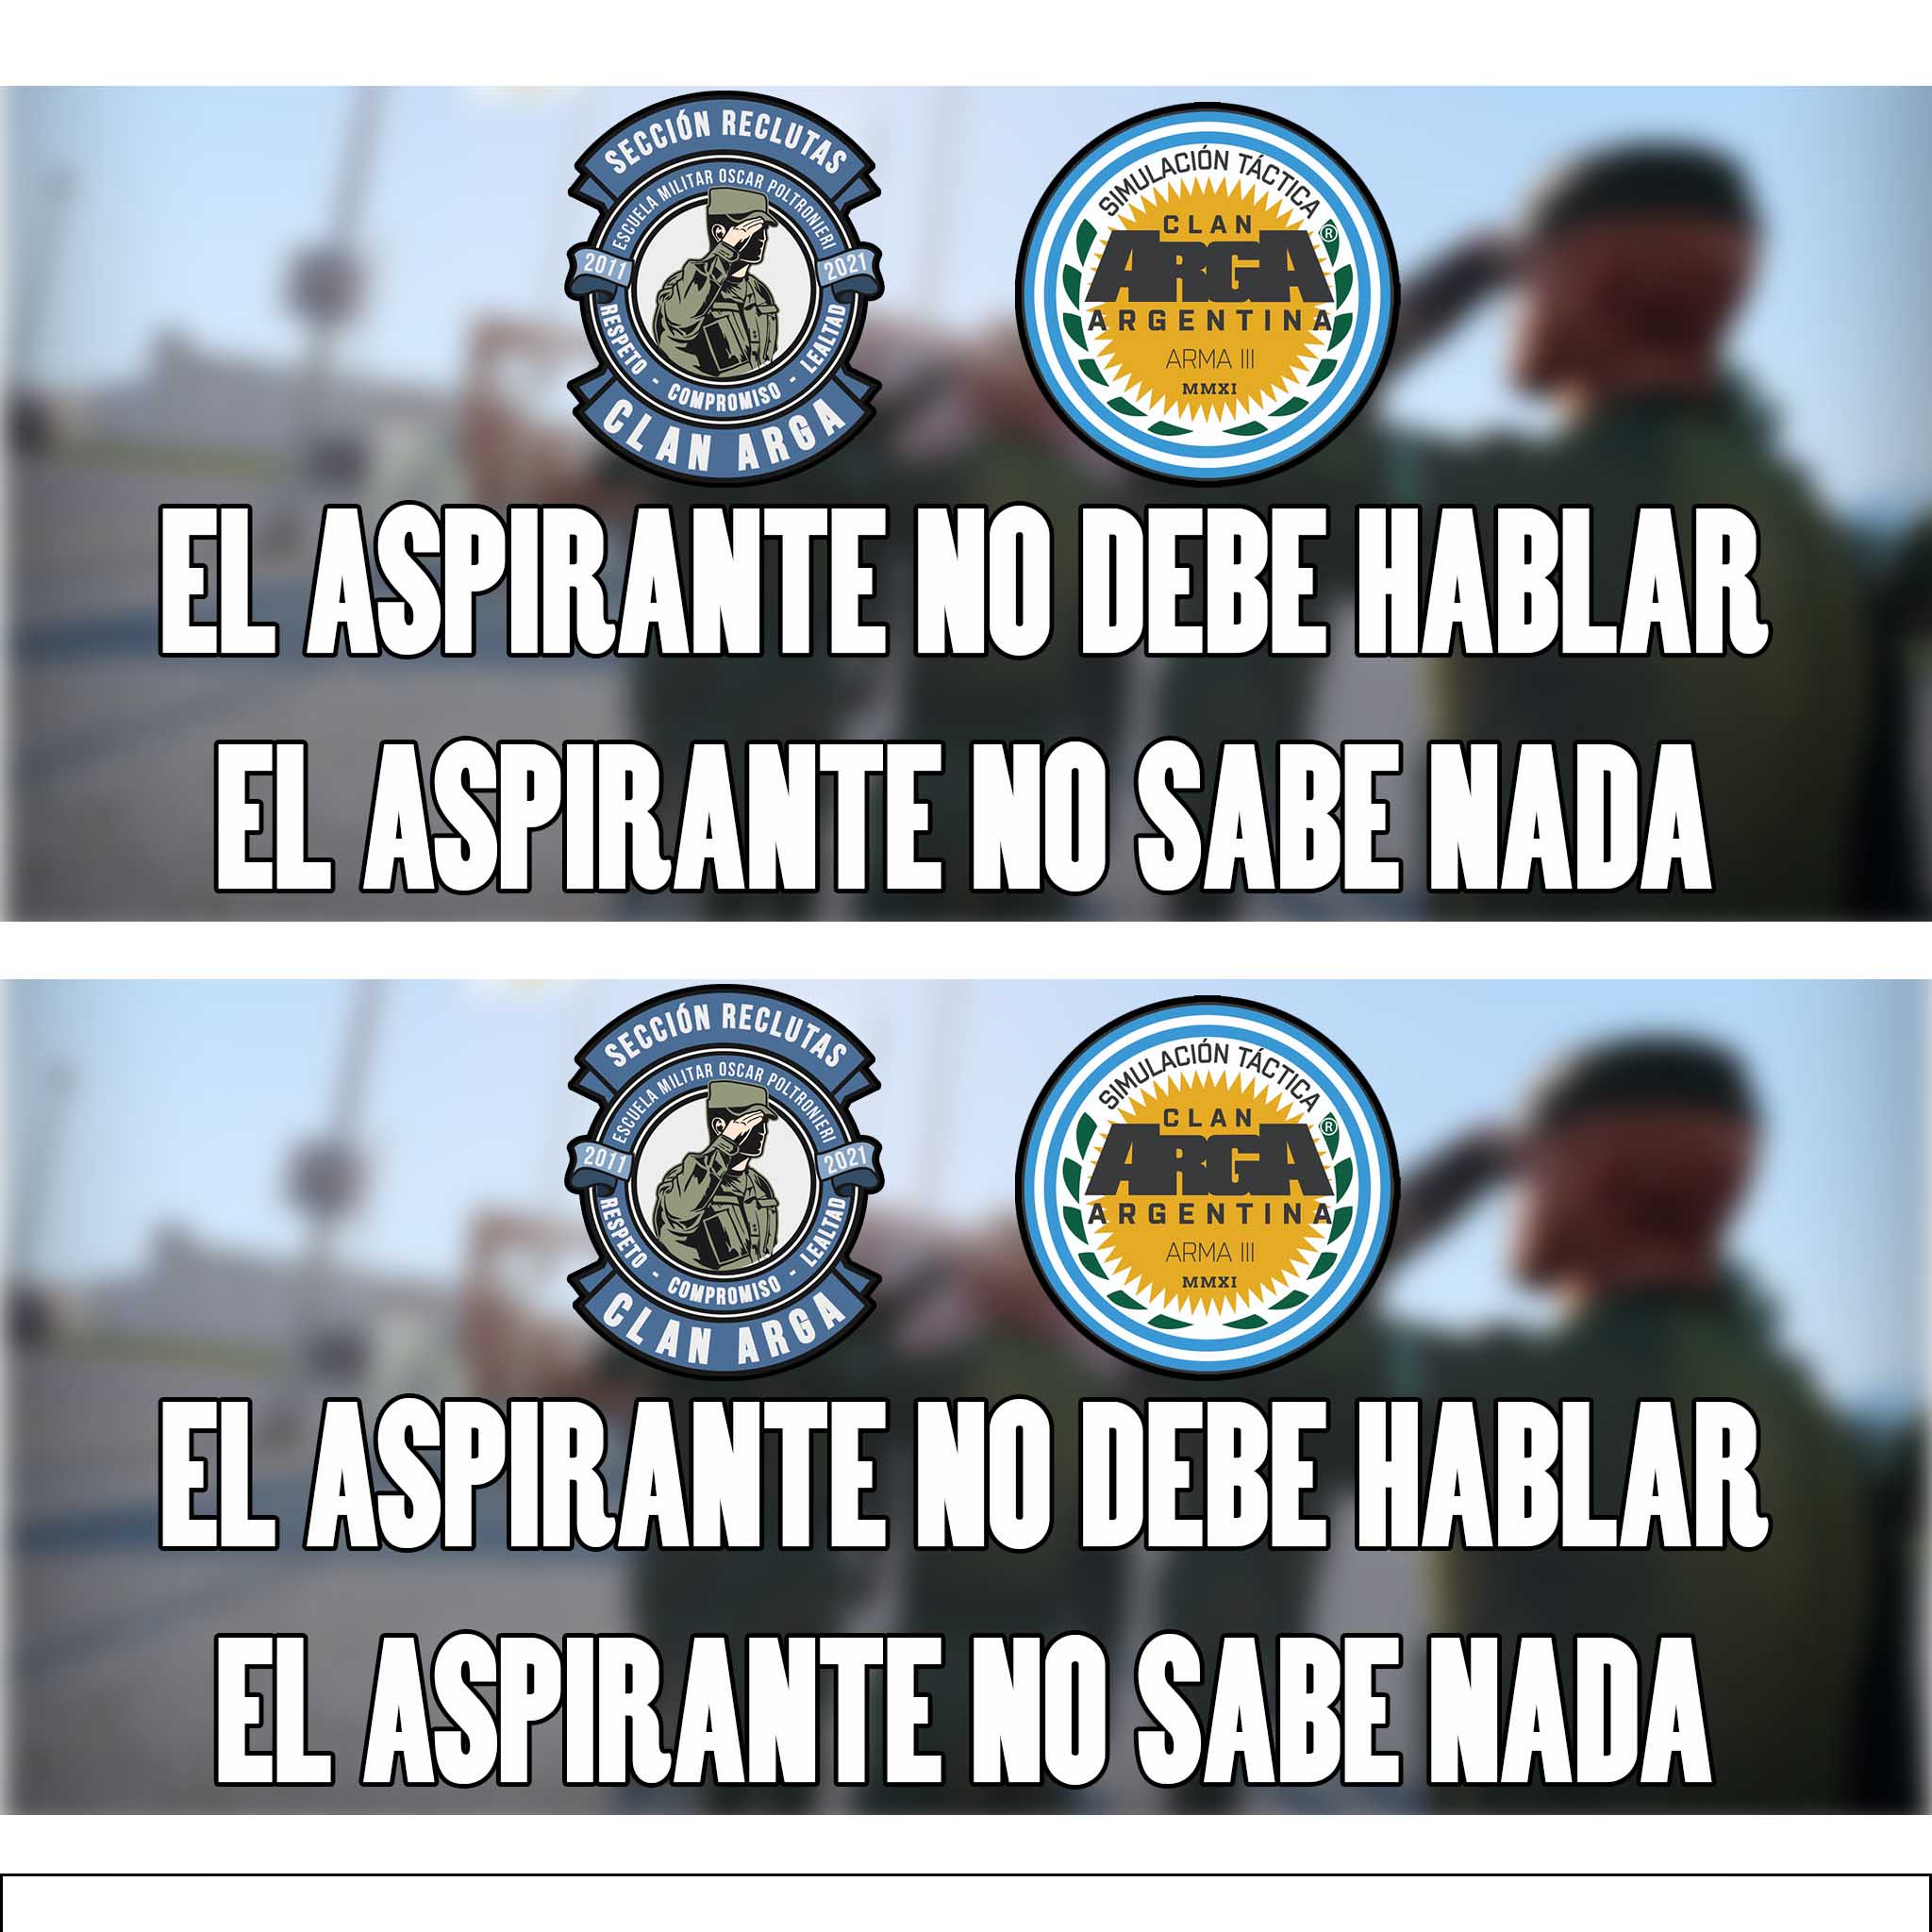 SECCIÓN RECLUTAS
ESCUELA MILITAR OSCAR POLTRONIERI
2011
2021
RESPETO - COMPROMISO - LEALTAD
CLAN ARGA
SIMULACIÓN TÁCTICA
CLAN
ARGA
®
ARGENTINA
ARMA III
MMXI
EL ASPIRANTE NO DEBE HABLAR
EL ASPIRANTE NO SABE NADA
SECCIÓN RECLUTAS
ESCUELA MILITAR OSCAR POLTRONIERI
2011
2021
RESPETO - COMPROMISO - LEALTAD
CLAN ARGA
SIMULACIÓN TÁCTICA
CLAN
ARGA
®
ARGENTINA
ARMA III
MMXI
EL ASPIRANTE NO DEBE HABLAR
EL ASPIRANTE NO SABE NADA